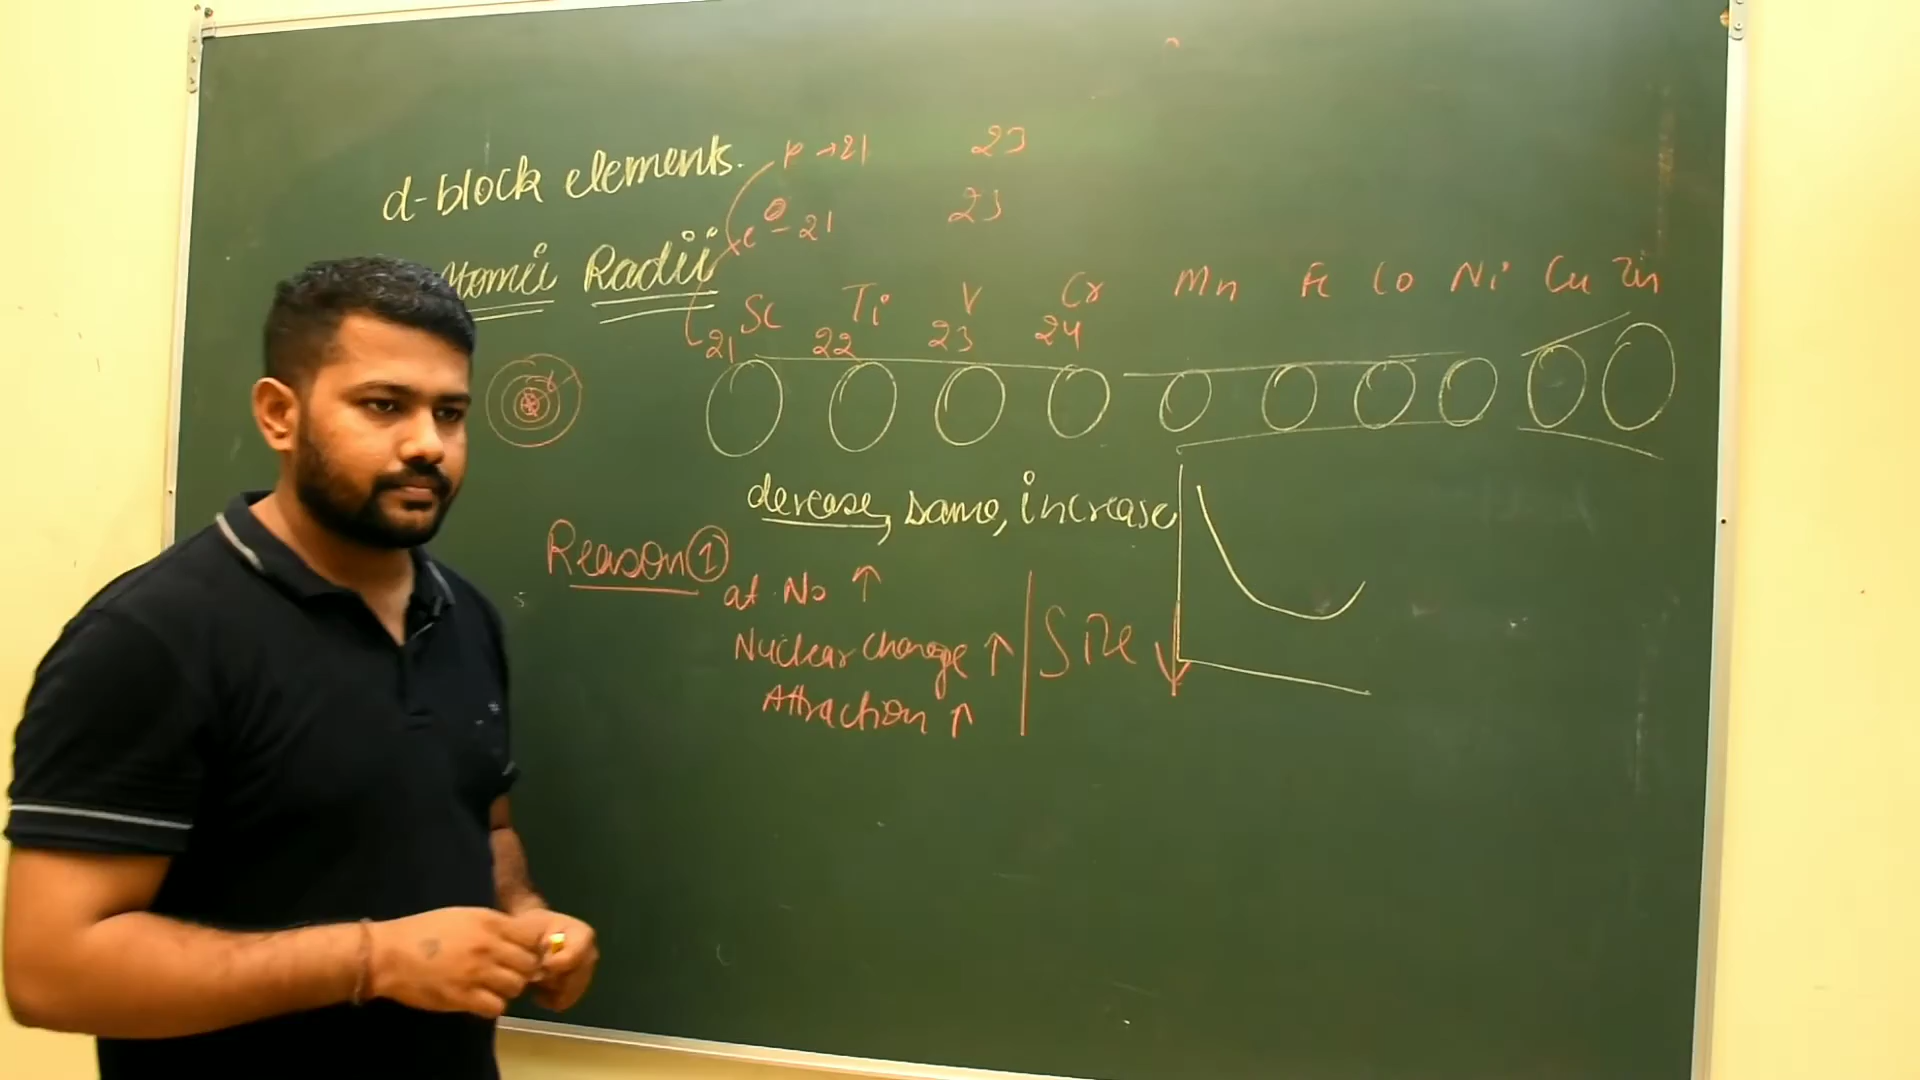 d-block elements.
p → 21
23
e⊖ - 21
23
Atomic Radii
Sc Ti V Cr Mn Fe Co Ni Cu Zn
21 22 23 24
decrease, same, increase
Reason ①
at. No ↑
Nuclear charge ↑
Attraction ↑
Size ↓